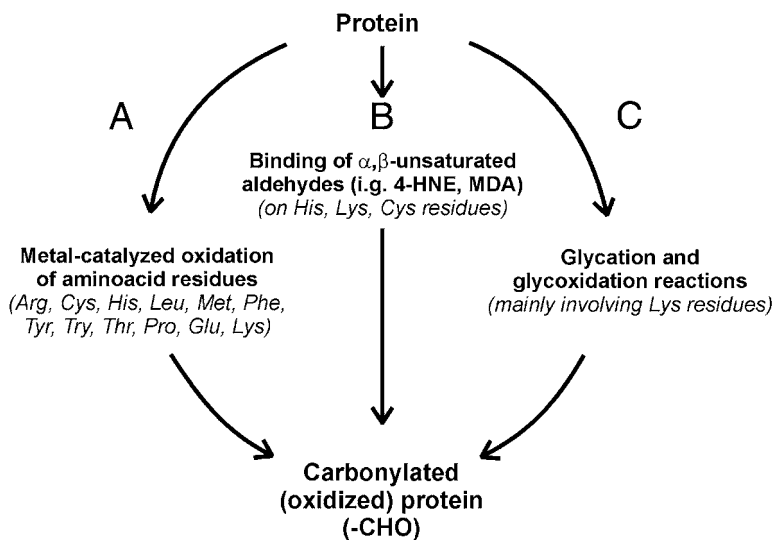 Protein
A
B
C
Binding of α,β-unsaturated
aldehydes (i.g. 4-HNE, MDA)
(on His, Lys, Cys residues)
Metal-catalyzed oxidation
of aminoacid residues
(Arg, Cys, His, Leu, Met, Phe,
Tyr, Try, Thr, Pro, Glu, Lys)
Glycation and
glycoxidation reactions
(mainly involving Lys residues)
Carbonylated
(oxidized) protein
(-CHO)